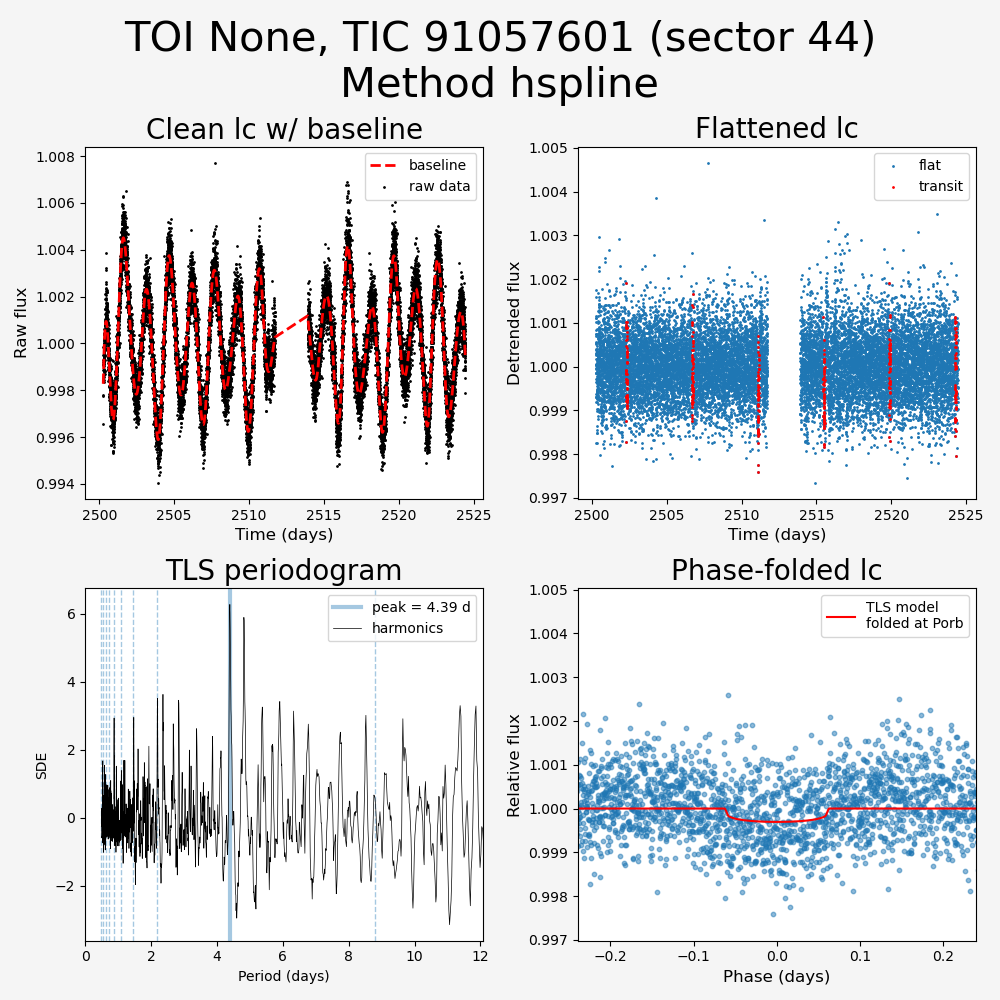 TOI None, TIC 91057601 (sector 44)
Method hspline
Clean lc w/ baseline
1.008
1.006
1.004
1.002
1.000
0.998
0.996
0.994
Raw flux
baseline
raw data
2500
2505
2510
2515
2520
2525
Time (days)
Flattened lc
1.005
1.004
1.003
1.002
1.001
1.000
0.999
0.998
0.997
Detrended flux
flat
transit
2500
2505
2510
2515
2520
2525
Time (days)
TLS periodogram
6
4
2
0
−2
SDE
peak = 4.39 d
harmonics
0
2
4
6
8
10
12
Period (days)
Phase-folded lc
1.005
1.004
1.003
1.002
1.001
1.000
0.999
0.998
0.997
Relative flux
TLS model
folded at Porb
−0.2
−0.1
0.0
0.1
0.2
Phase (days)